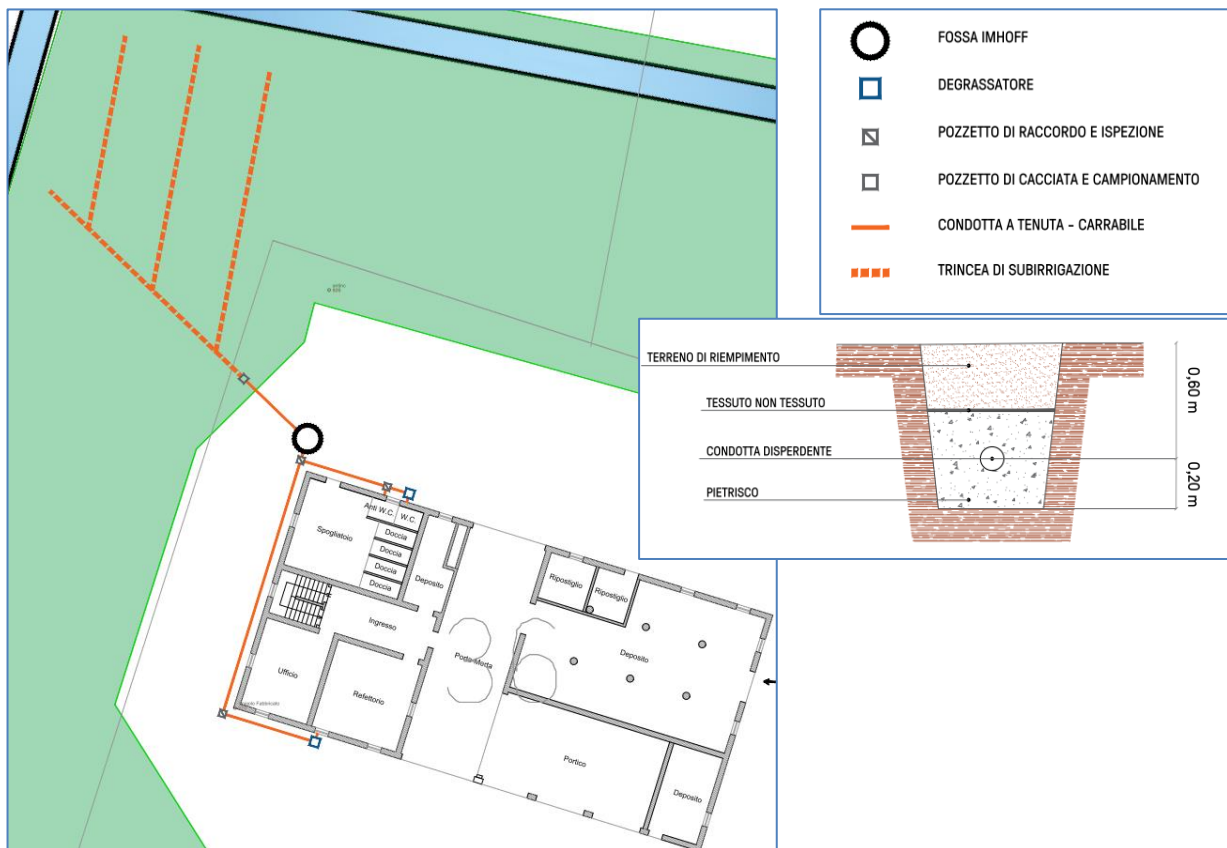 FOSSA IMHOFF
DEGRASSATORE
POZZETTO DI RACCORDO E ISPEZIONE
POZZETTO DI CACCIATA E CAMPIONAMENTO
CONDOTTA A TENUTA - CARRABILE
TRINCEA DI SUBIRRIGAZIONE
TERRENO DI RIEMPIMENTO
TESSUTO NON TESSUTO
CONDOTTA DISPERDENTE
PIETRISCO
0,60 m
0,20 m
Anti W.C.
W.C.
Spogliatoio
Doccia
Doccia
Doccia
Doccia
Deposito
Ingresso
Ufficio
Refettorio
Porta Morta
36
Ripostiglio
Ripostiglio
Deposito
Portico
Deposito
Fabbricato